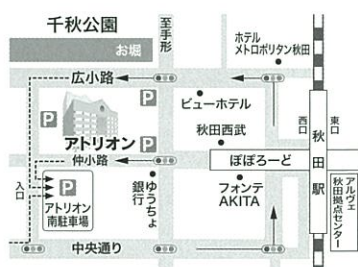 千秋公園
お堀
至手形
ホテル
メトロポリタン秋田
広小路
P
ビューホテル
西口
東口
P
P
アトリオン
秋田西武
秋田駅
仲小路
ぽぽろーど
入口
P
アトリオン
南駐車場
ゆうちょ
銀行
フォンテ
AKITA
アルヴェ
秋田拠点センター
中央通り